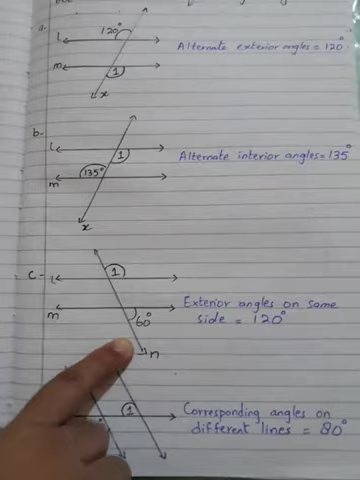 a.
120°
l
Alternate exterior angles = 120°
m
1
x
b.
l
1
Alternate interior angles = 135
135°
m
x
c-
1
l
m
60°
Exterior angles on same
side = 120°
n
1
Corresponding angles on
different lines = 80°